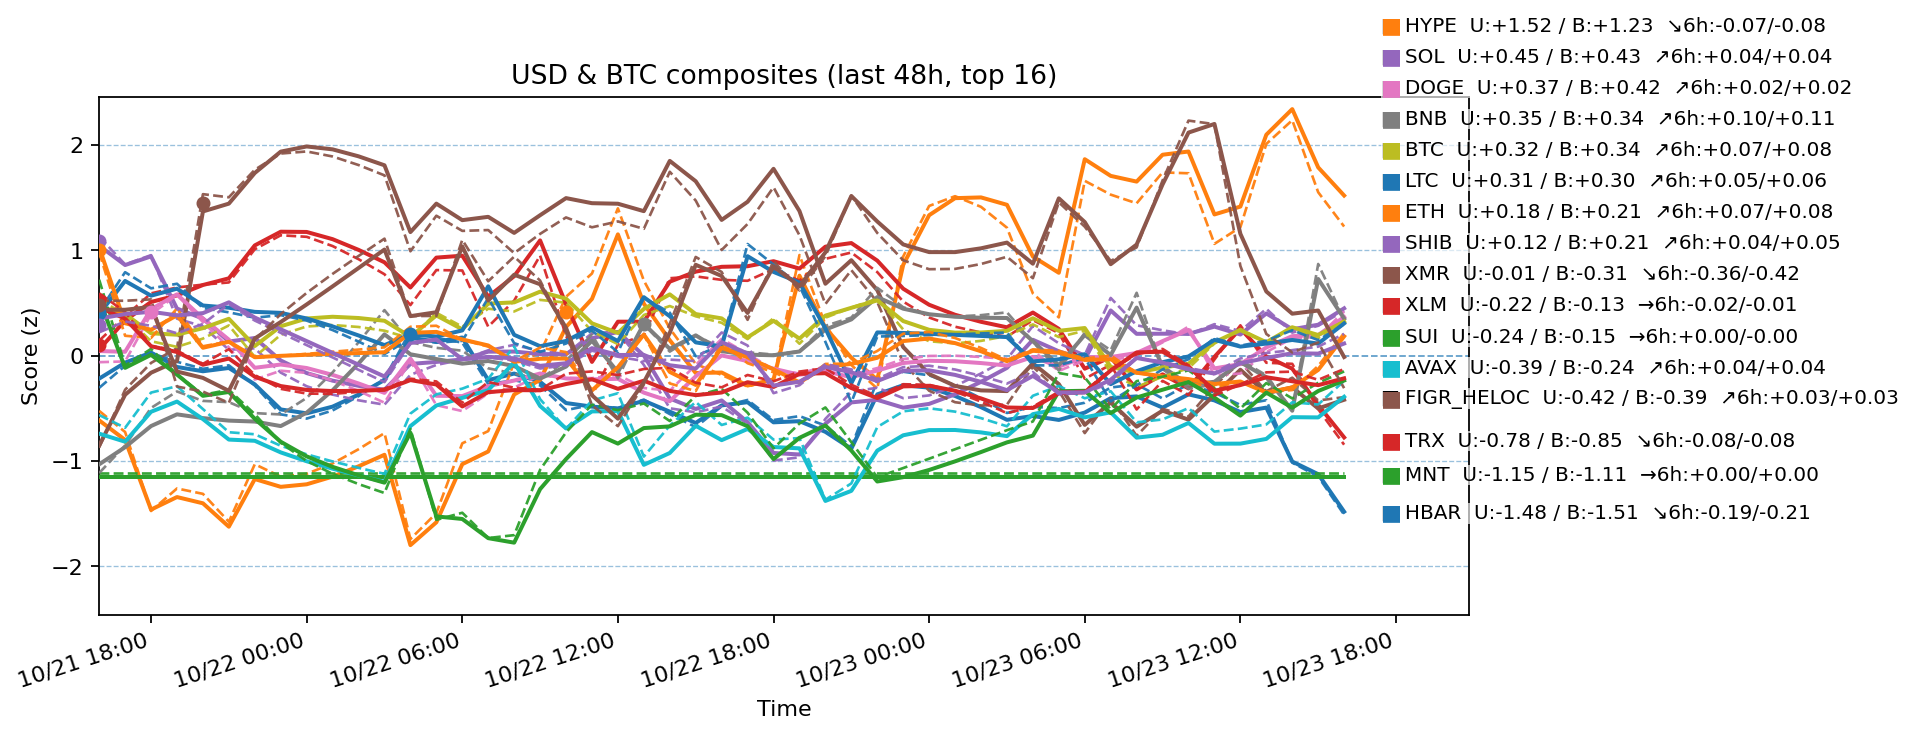 USD & BTC composites (last 48h, top 16)
HYPE U:+1.52 / B:+1.23 ↘6h:-0.07/-0.08
SOL U:+0.45 / B:+0.43 ↗6h:+0.04/+0.04
DOGE U:+0.37 / B:+0.42 ↗6h:+0.02/+0.02
BNB U:+0.35 / B:+0.34 ↗6h:+0.10/+0.11
BTC U:+0.32 / B:+0.34 ↗6h:+0.07/+0.08
LTC U:+0.31 / B:+0.30 ↗6h:+0.05/+0.06
ETH U:+0.18 / B:+0.21 ↗6h:+0.07/+0.08
SHIB U:+0.12 / B:+0.21 ↗6h:+0.04/+0.05
XMR U:-0.01 / B:-0.31 ↘6h:-0.36/-0.42
XLM U:-0.22 / B:-0.13 →6h:-0.02/-0.01
SUI U:-0.24 / B:-0.15 →6h:+0.00/-0.00
AVAX U:-0.39 / B:-0.24 ↗6h:+0.04/+0.04
FIGR_HELOC U:-0.42 / B:-0.39 ↗6h:+0.03/+0.03
TRX U:-0.78 / B:-0.85 ↘6h:-0.08/-0.08
MNT U:-1.15 / B:-1.11 →6h:+0.00/+0.00
HBAR U:-1.48 / B:-1.51 ↘6h:-0.19/-0.21
Score (z)
2
1
0
−1
−2
10/21 18:00
10/22 00:00
10/22 06:00
10/22 12:00
10/22 18:00
10/23 00:00
10/23 06:00
10/23 12:00
10/23 18:00
Time